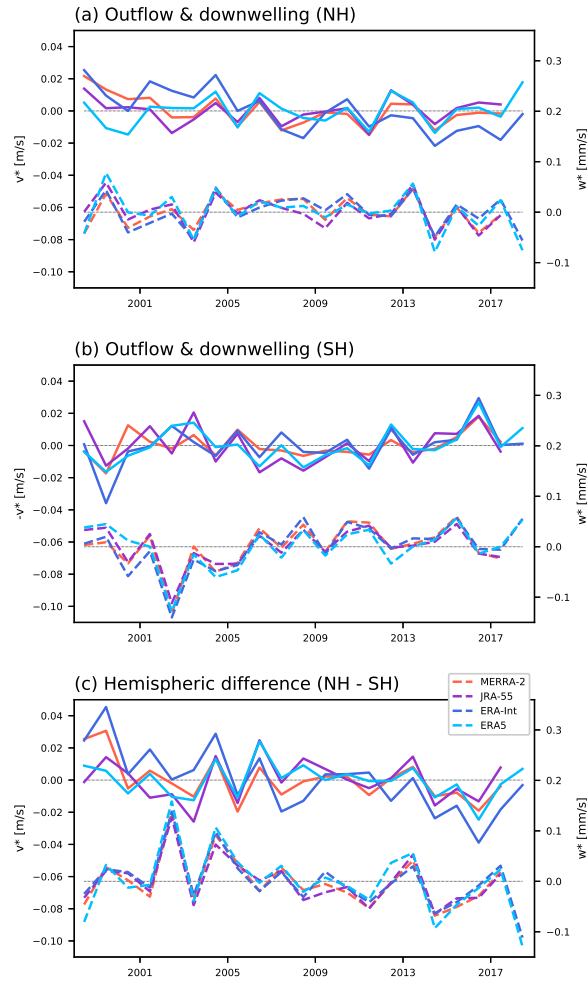 (a) Outflow & downwelling (NH)
0.04
0.02
0.00
−0.02
−0.04
−0.06
−0.08
−0.10
v* [m/s]
0.3
0.2
0.1
0.0
−0.1
w* [mm/s]
2001 2005 2009 2013 2017
(b) Outflow & downwelling (SH)
0.04
0.02
0.00
−0.02
−0.04
−0.06
−0.08
−0.10
-v* [m/s]
0.3
0.2
0.1
0.0
−0.1
w* [mm/s]
2001 2005 2009 2013 2017
(c) Hemispheric difference (NH - SH)
MERRA-2
JRA-55
ERA-Int
ERA5
0.04
0.02
0.00
−0.02
−0.04
−0.06
−0.08
−0.10
v* [m/s]
0.3
0.2
0.1
0.0
−0.1
w* [mm/s]
2001 2005 2009 2013 2017